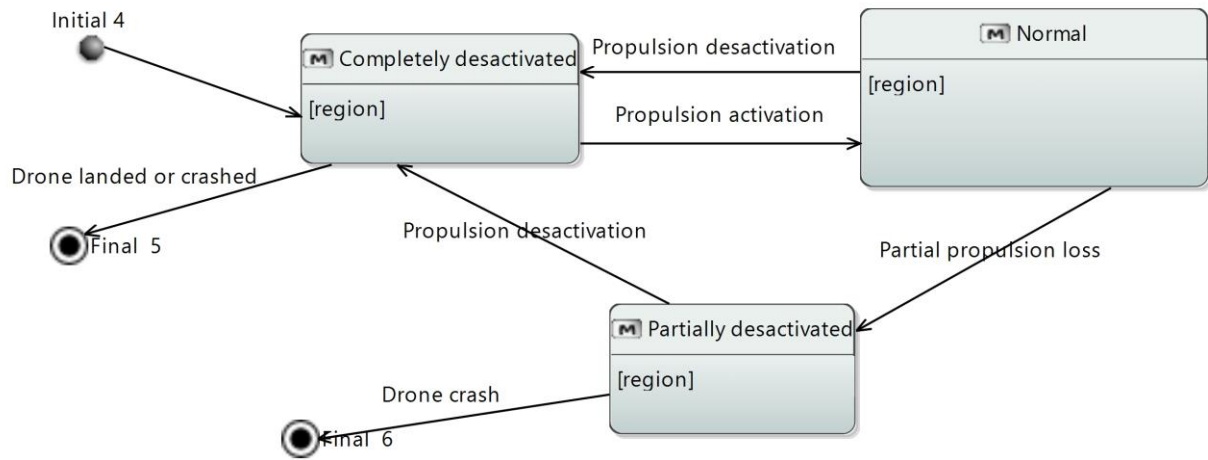 Initial 4
M Normal
Propulsion desactivation
M Completely desactivated
[region]
[region]
Propulsion activation
Drone landed or crashed
Propulsion desactivation
Final 5
Partial propulsion loss
M Partially desactivated
[region]
Drone crash
Final 6